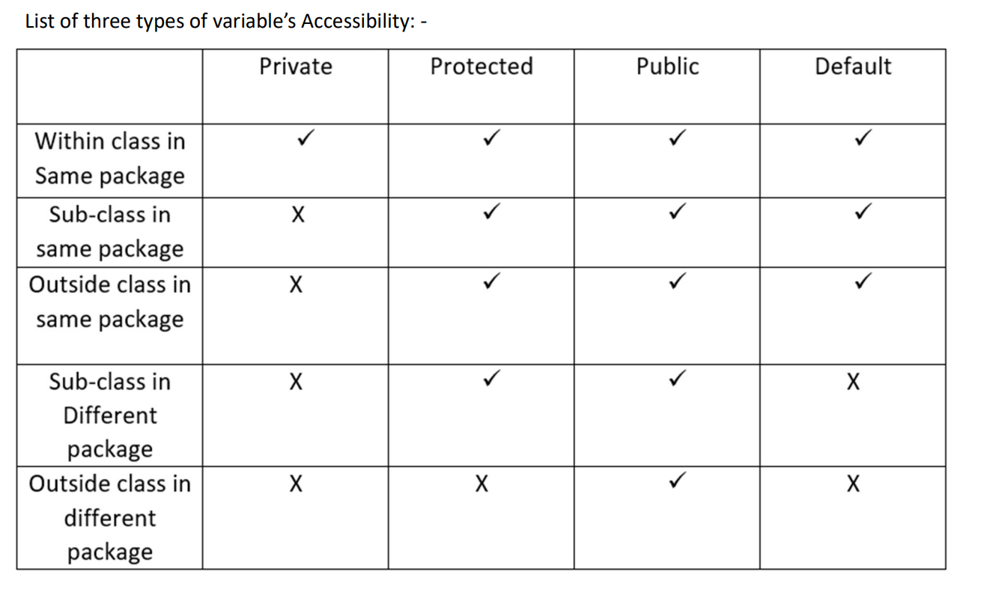 List of three types of variable’s Accessibility: -
Private Protected Public Default
Within class in
Same package
✓ ✓ ✓ ✓
Sub-class in
same package
X ✓ ✓ ✓
Outside class in
same package
X ✓ ✓ ✓
Sub-class in
Different
package
X ✓ ✓ X
Outside class in
different
package
X X ✓ X